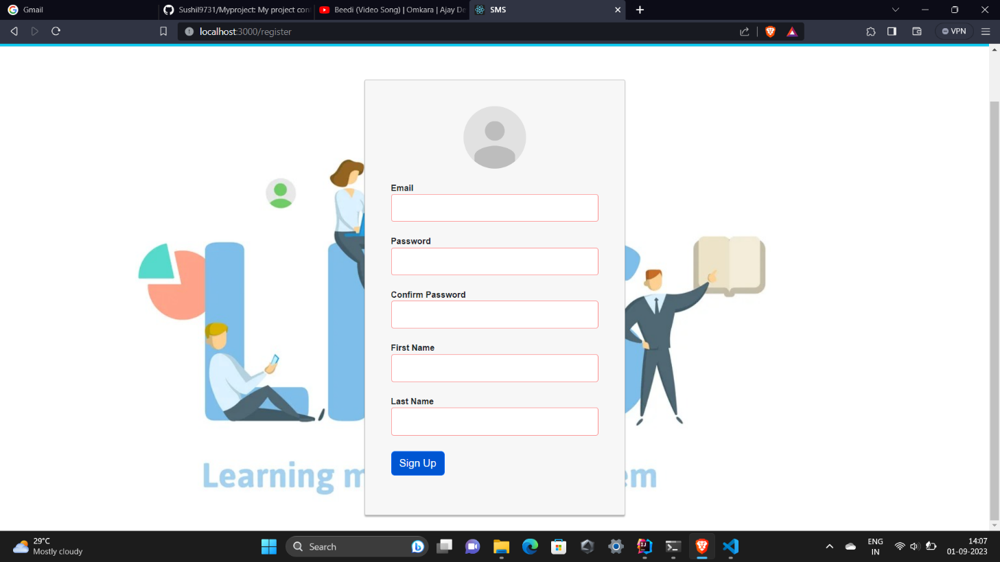 Gmail
Sushil9731/Myproject: My project con
Beedi (Video Song) | Omkara | Ajay De
SMS
localhost:3000/register
VPN
Email
Password
Confirm Password
First Name
Last Name
Sign Up
Learning m
em
29°C
Mostly cloudy
Search
ENG
IN
14:07
01-09-2023